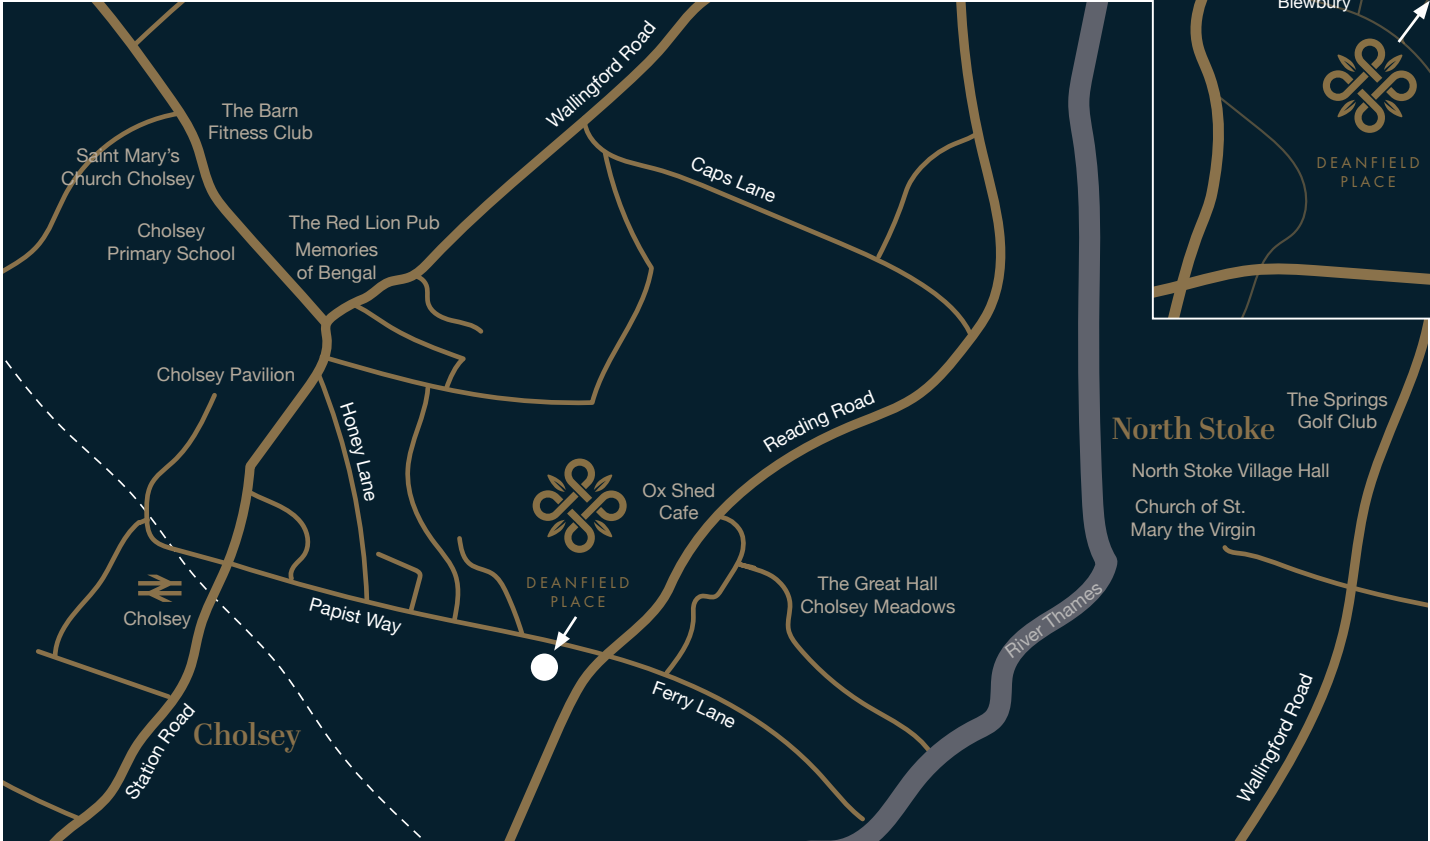 Blewbury
DEANFIELD
PLACE
Wallingford Road
The Barn
Fitness Club
Saint Mary's
Church Cholsey
Caps Lane
Cholsey
Primary School
The Red Lion Pub
Memories
of Bengal
Cholsey Pavilion
Honey Lane
Reading Road
The Springs
Golf Club
North Stoke
North Stoke Village Hall
Church of St.
Mary the Virgin
Ox Shed
Cafe
DEANFIELD
PLACE
The Great Hall
Cholsey Meadows
Cholsey
Papist Way
River Thames
Ferry Lane
Station Road
Cholsey
Wallingford Road